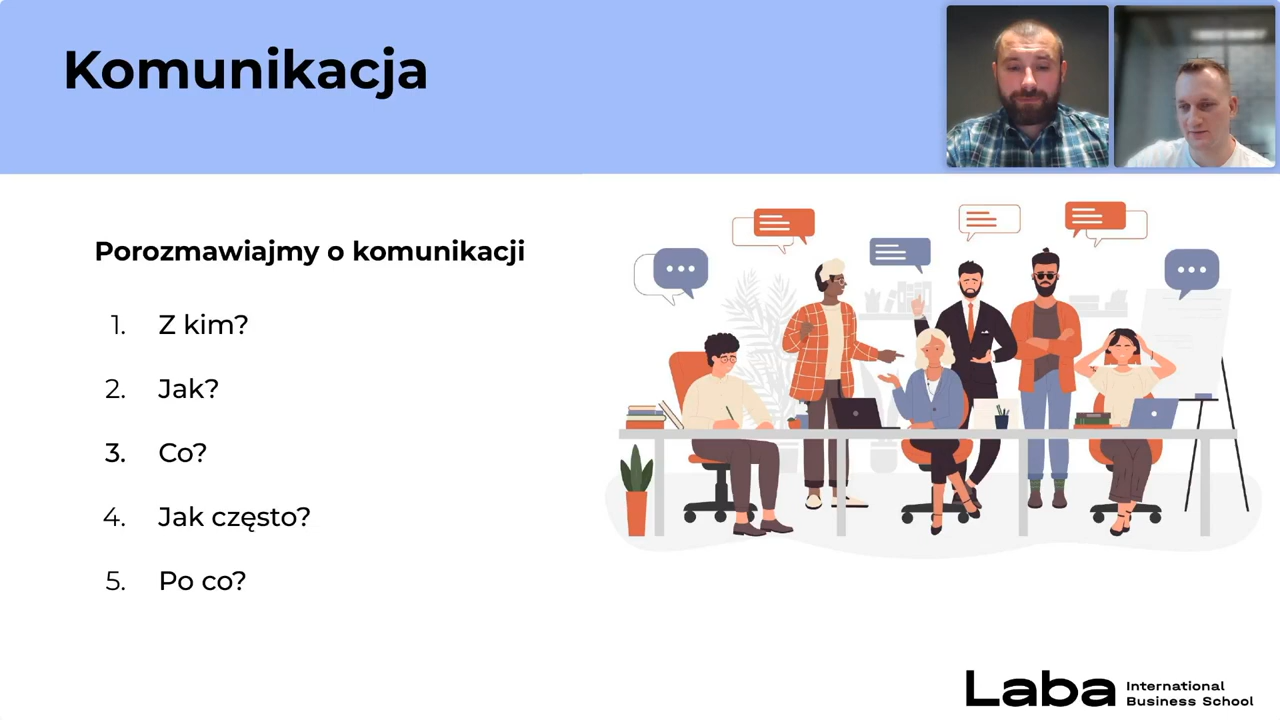 Komunikacja
Porozmawiajmy o komunikacji
1. Z kim?
2. Jak?
3. Co?
4. Jak często?
5. Po co?
Laba International
Business School